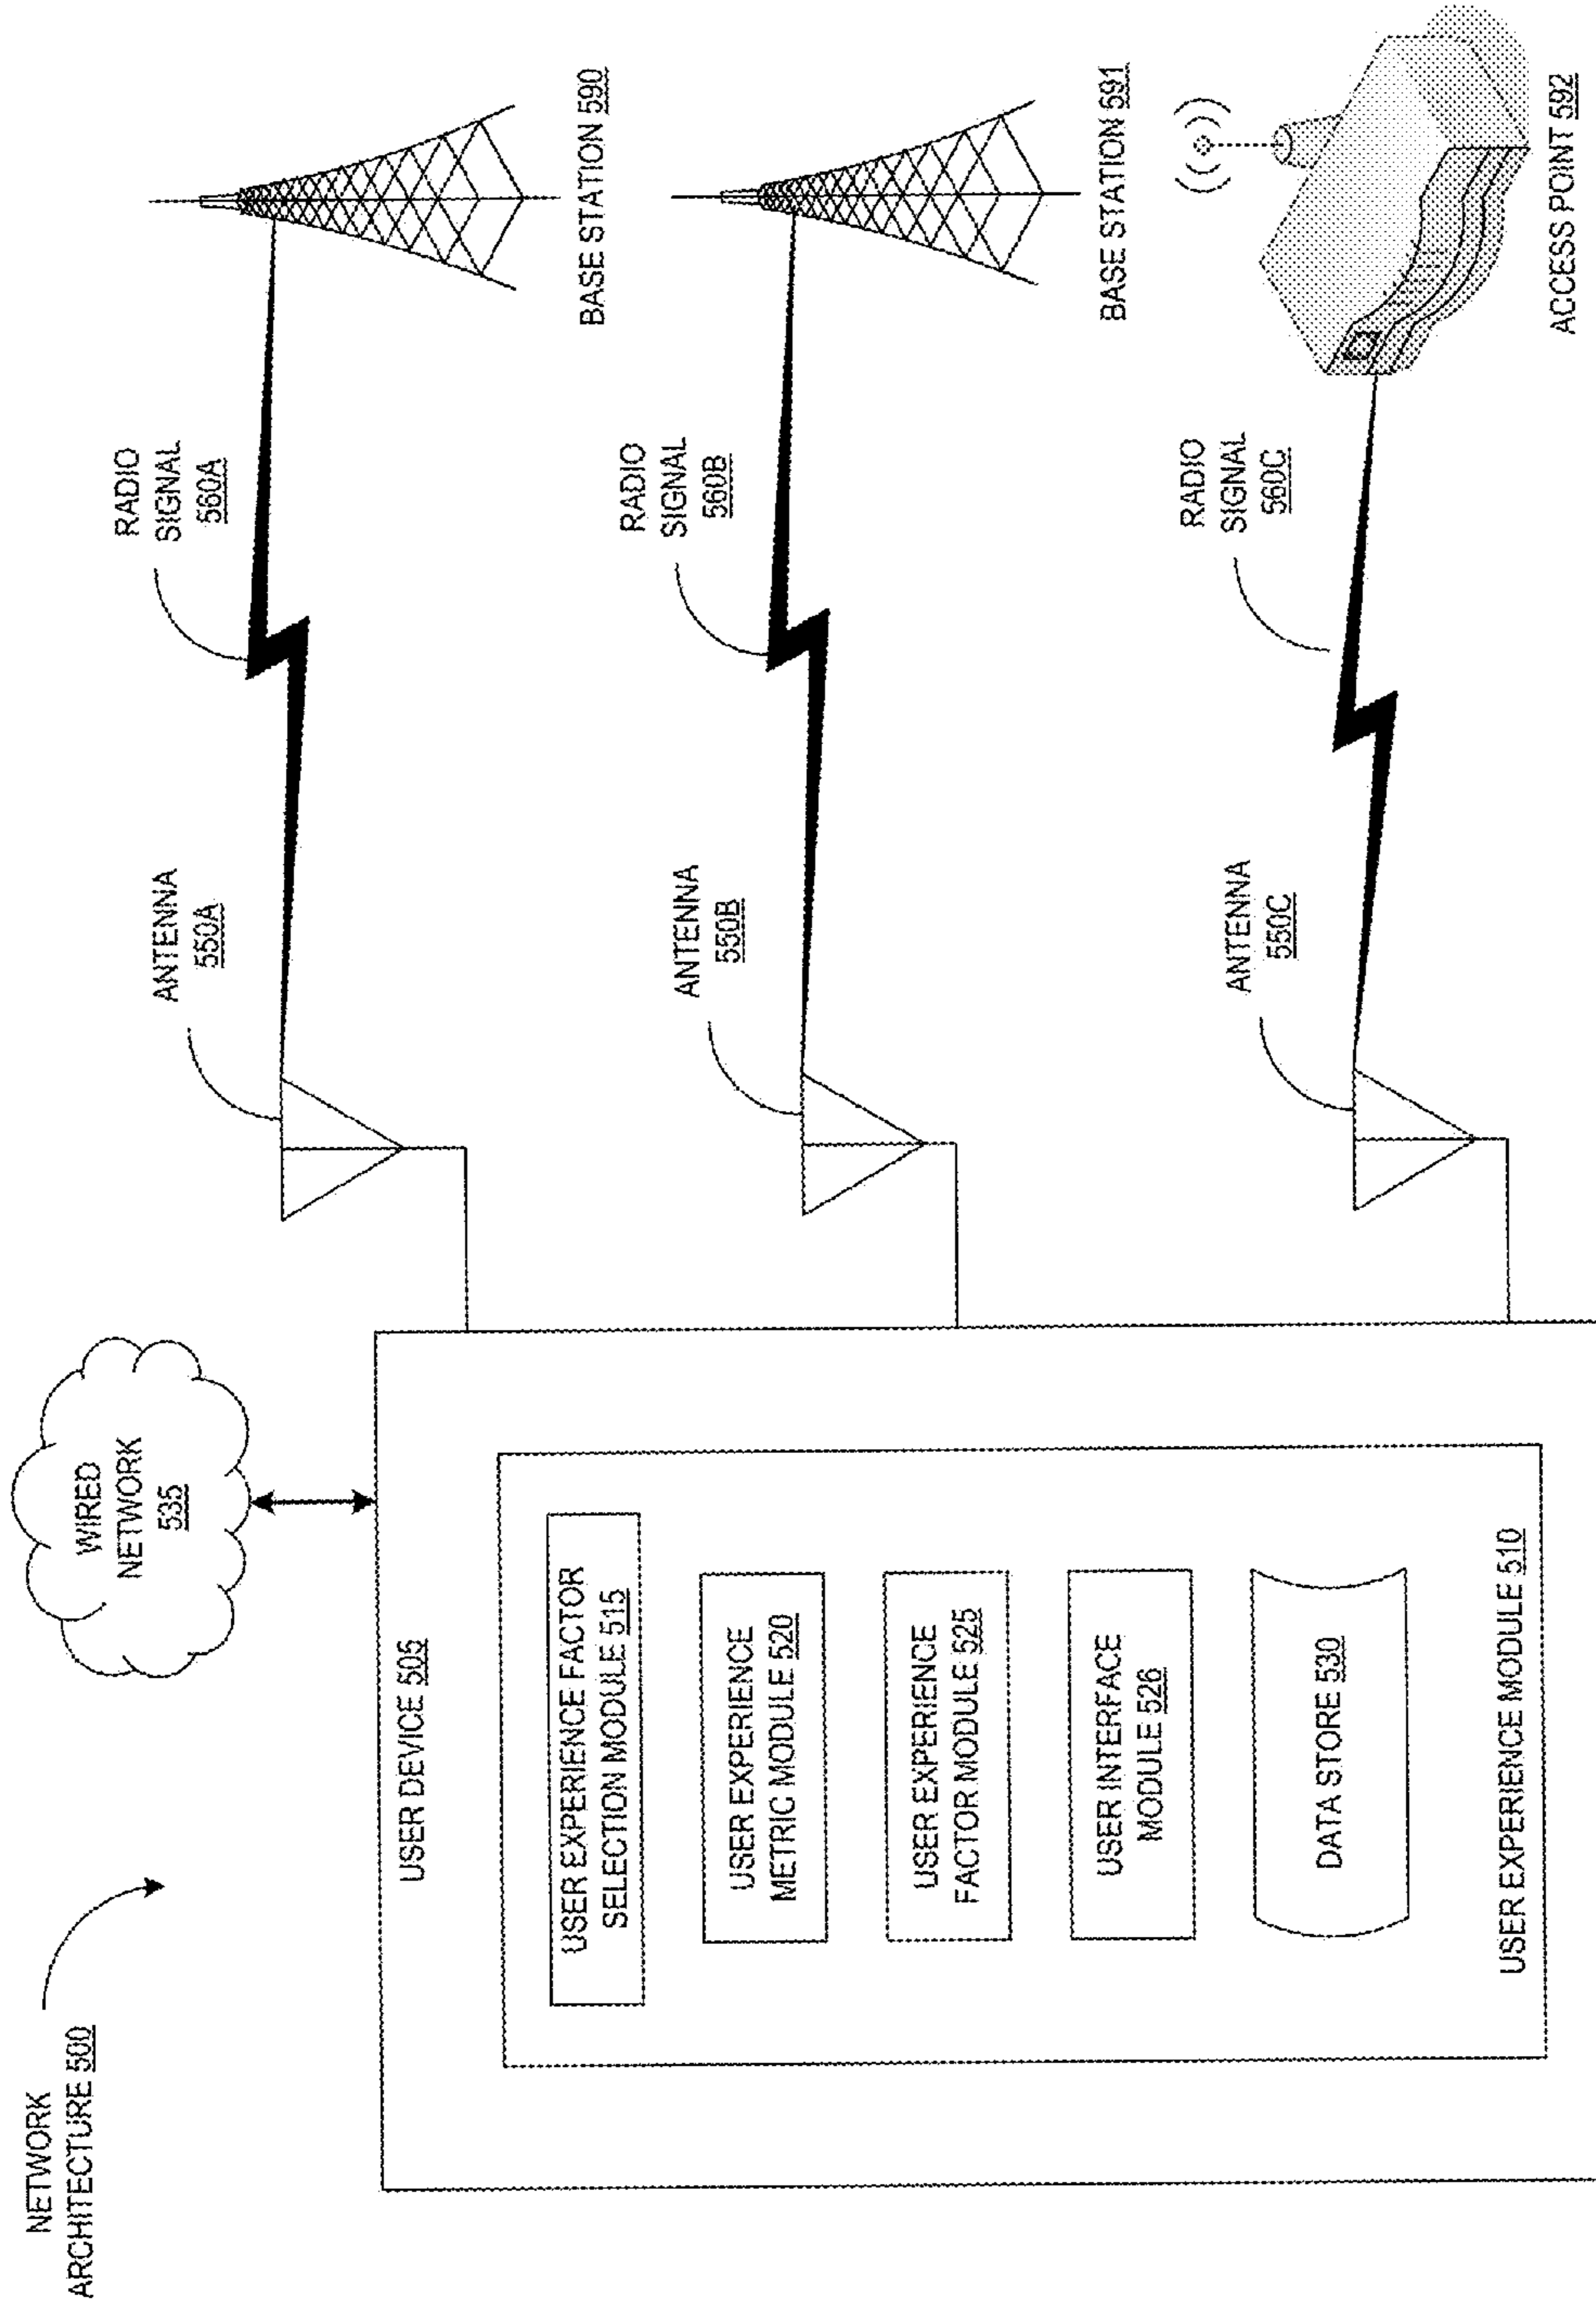 NETWORK
ARCHITECTURE 500
WIRED
NETWORK
535
USER DEVICE 505
USER EXPERIENCE FACTOR
SELECTION MODULE 515
USER EXPERIENCE
METRIC MODULE 520
USER EXPERIENCE
FACTOR MODULE 525
USER INTERFACE
MODULE 526
DATA STORE 530
USER EXPERIENCE MODULE 510
ANTENNA
550A
RADIO
SIGNAL
560A
BASE STATION 590
ANTENNA
550B
RADIO
SIGNAL
560B
BASE STATION 591
ANTENNA
550C
RADIO
SIGNAL
560C
ACCESS POINT 592